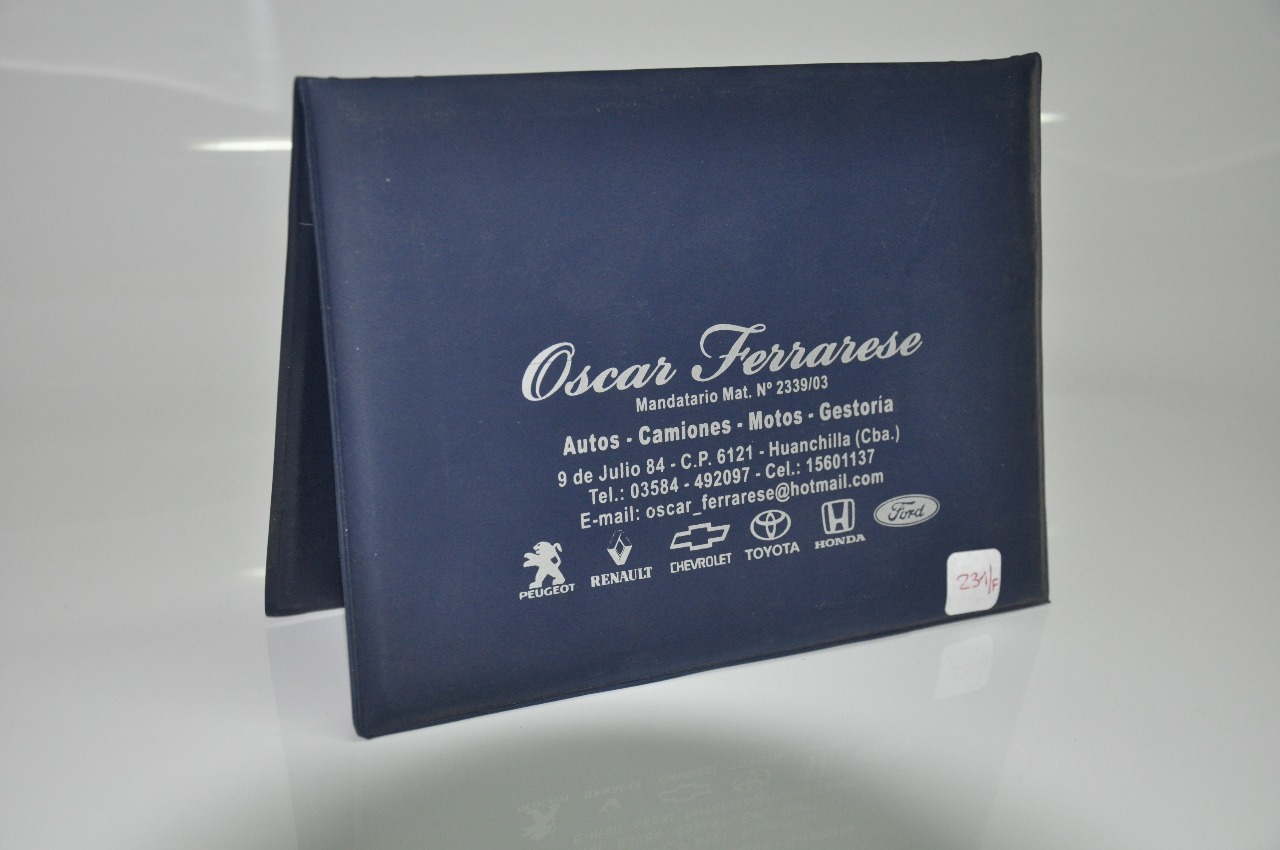 Oscar Ferrarese
Mandatario Mat. Nº 2339/03
Autos - Camiones - Motos - Gestoría
9 de Julio 84 - C.P. 6121 - Huanchilla (Cba.)
Tel.: 03584 - 492097 - Cel.: 15601137
E-mail: oscar_ferrarese@hotmail.com
PEUGEOT RENAULT CHEVROLET TOYOTA HONDA Ford
231/F